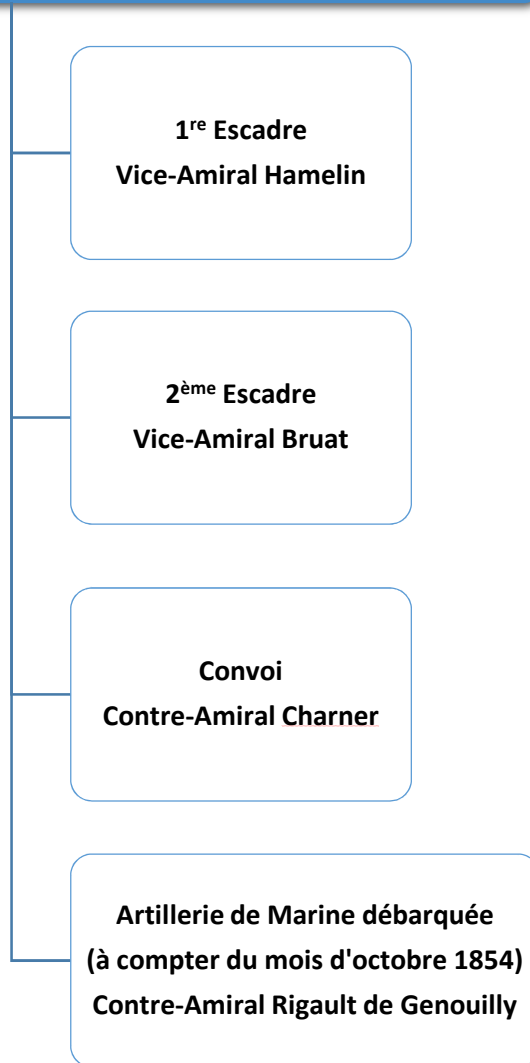 1re Escadre
Vice-Amiral Hamelin
2ème Escadre
Vice-Amiral Bruat
Convoi
Contre-Amiral Charner
Artillerie de Marine débarquée
(à compter du mois d'octobre 1854)
Contre-Amiral Rigault de Genouilly